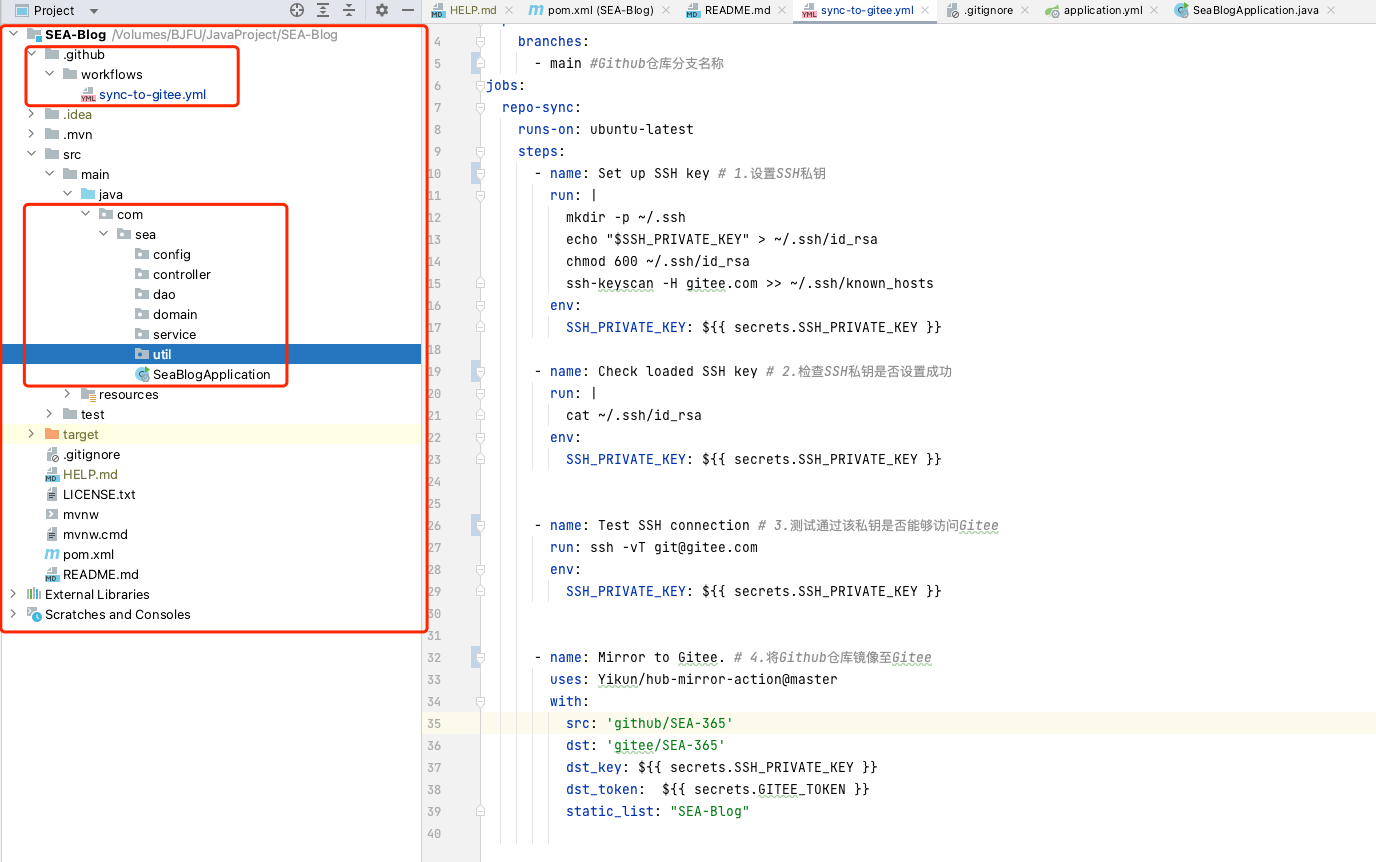 Project
HELP.md
pom.xml (SEA-Blog)
README.md
sync-to-gitee.yml
.gitignore
application.yml
SeaBlogApplication.java
SEA-Blog /Volumes/BJFU/JavaProject/SEA-Blog
.github
workflows
sync-to-gitee.yml
.idea
.mvn
src
main
java
com
sea
config
controller
dao
domain
service
util
SeaBlogApplication
resources
test
target
.gitignore
HELP.md
LICENSE.txt
mvnw
mvnw.cmd
pom.xml
README.md
External Libraries
Scratches and Consoles
4 branches:
5 - main #Github仓库分支名称
6 jobs:
7 repo-sync:
8 runs-on: ubuntu-latest
9 steps:
10 - name: Set up SSH key # 1.设置SSH私钥
11 run: |
12 mkdir -p ~/.ssh
13 echo "$SSH_PRIVATE_KEY" > ~/.ssh/id_rsa
14 chmod 600 ~/.ssh/id_rsa
15 ssh-keyscan -H gitee.com >> ~/.ssh/known_hosts
16 env:
17 SSH_PRIVATE_KEY: ${{ secrets.SSH_PRIVATE_KEY }}
18
19 - name: Check loaded SSH key # 2.检查SSH私钥是否设置成功
20 run: |
21 cat ~/.ssh/id_rsa
22 env:
23 SSH_PRIVATE_KEY: ${{ secrets.SSH_PRIVATE_KEY }}
24
25
26 - name: Test SSH connection # 3.测试通过该私钥是否能够访问Gitee
27 run: ssh -vT git@gitee.com
28 env:
29 SSH_PRIVATE_KEY: ${{ secrets.SSH_PRIVATE_KEY }}
30
31
32 - name: Mirror to Gitee. # 4.将Github仓库镜像至Gitee
33 uses: Yikun/hub-mirror-action@master
34 with:
35 src: 'github/SEA-365'
36 dst: 'gitee/SEA-365'
37 dst_key: ${{ secrets.SSH_PRIVATE_KEY }}
38 dst_token:  ${{ secrets.GITEE_TOKEN }}
39 static_list: "SEA-Blog"
40